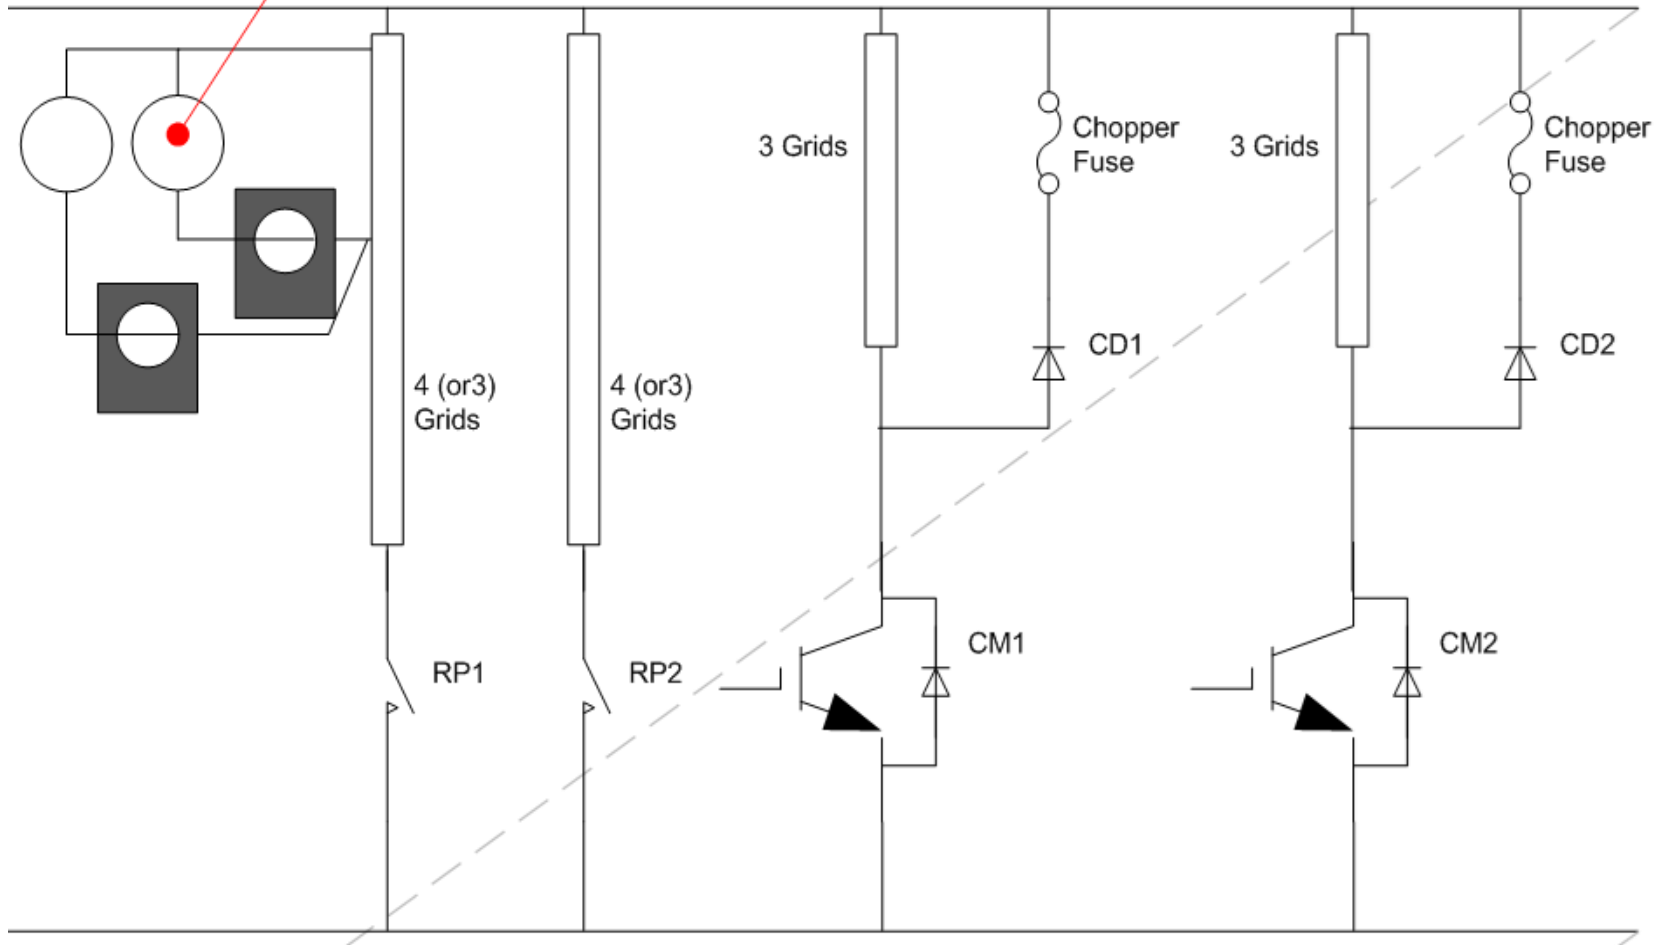 3 Grids
Chopper
Fuse
3 Grids
Chopper
Fuse
CD1
CD2
4 (or3)
Grids
4 (or3)
Grids
RP1
RP2
CM1
CM2